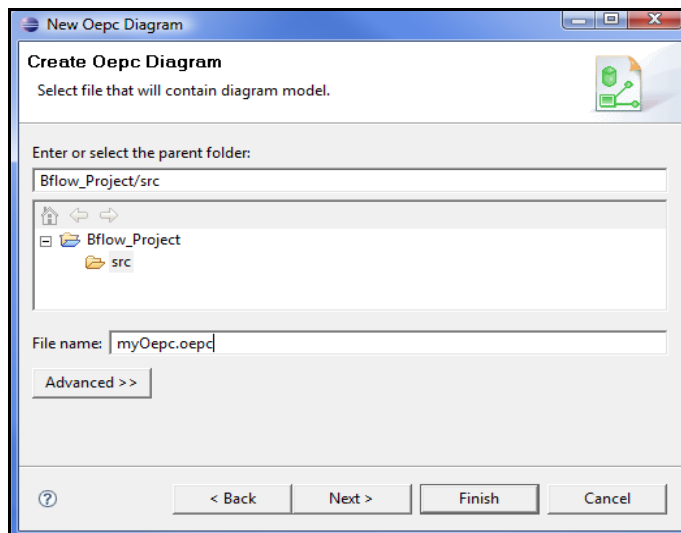 New Oepc Diagram
Create Oepc Diagram
Select file that will contain diagram model.
Enter or select the parent folder:
Bflow_Project/src
Bflow_Project
src
File name: myOepc.oepc
Advanced >>
? < Back Next > Finish Cancel